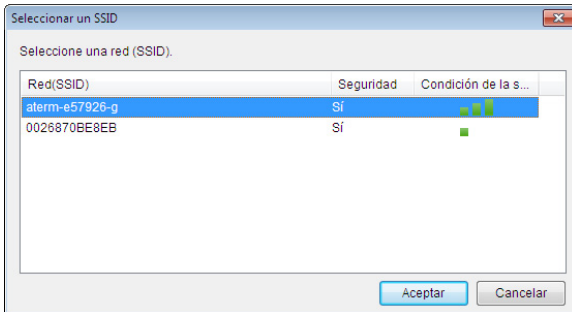 Seleccionar un SSID
Seleccione una red (SSID).
Red(SSID) Seguridad Condición de la s...
aterm-e57926-g Sí
0026870BE8EB Sí
Aceptar Cancelar